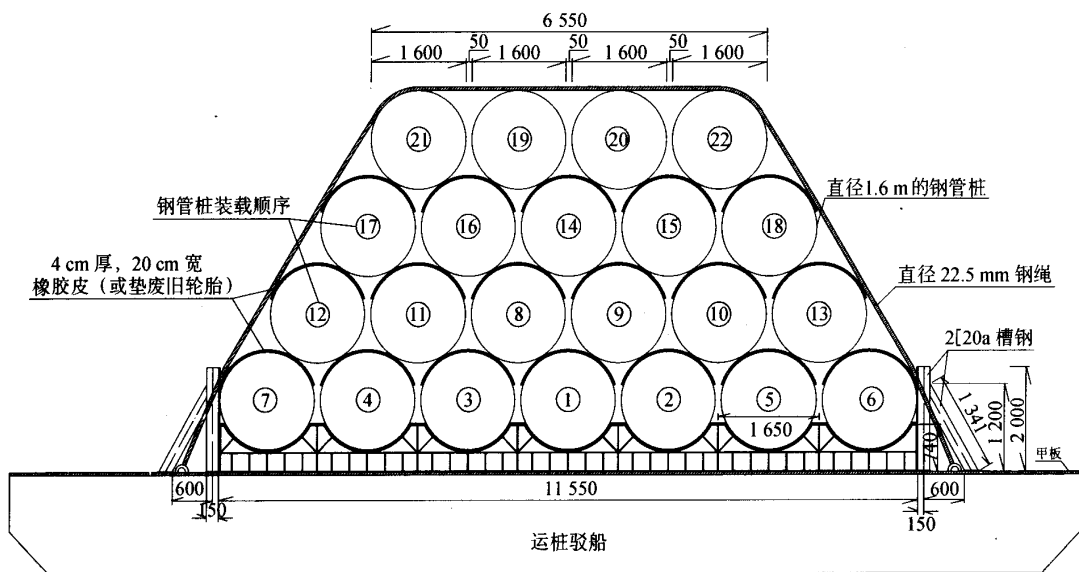 6 550
50 50 50
1 600 1 600 1 600 1 600
21 19 20 22
钢管桩装载顺序
直径1.6 m的钢管桩
17 16 14 15 18
4 cm厚，20 cm宽
橡胶皮（或垫废旧轮胎）
直径 22.5 mm 钢绳
12 11 8 9 10 13
2[20a 槽钢
7 4 3 1 2 5 6
1 650
740
1 341
1 200
2 000
甲板
600 11 550 600
150 150
运桩驳船